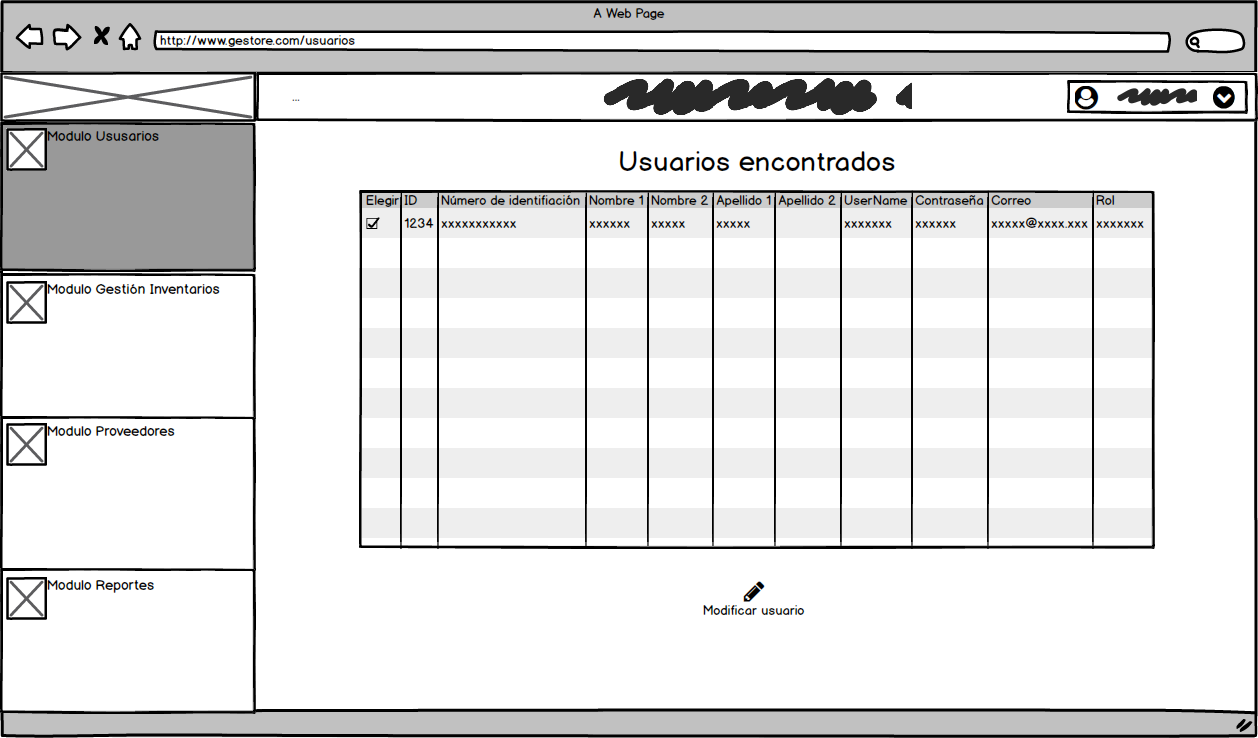 A Web Page
http://www.gestore.com/usuarios
...
Modulo Ususarios
Modulo Gestión Inventarios
Modulo Proveedores
Modulo Reportes
Usuarios encontrados
Elegir ID Número de identifiación Nombre 1 Nombre 2 Apellido 1 Apellido 2 UserName Contraseña Correo Rol
1234 xxxxxxxxxxx xxxxxx xxxxx xxxxx xxxxxxx xxxxxx xxxxx@xxxx.xxx xxxxxxx
Modificar usuario